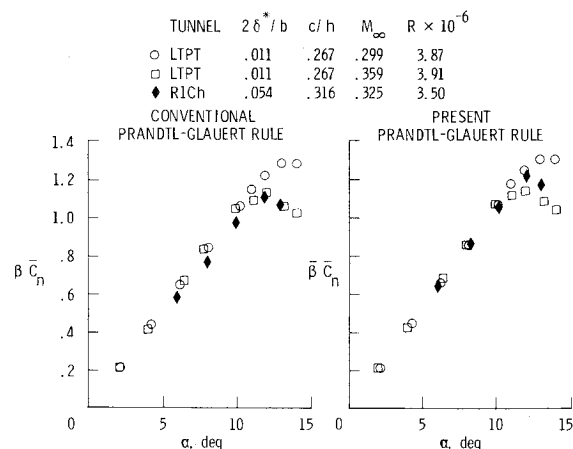 TUNNEL 2 δ*/b c/h M∞ R × 10⁻⁶
○ LTPT .011 .267 .299 3.87
□ LTPT .011 .267 .359 3.91
◆ R1Ch .054 .316 .325 3.50
CONVENTIONAL
PRANDTL-GLAUERT RULE
1.4
1.2
1.0
.8
.6
.4
.2
β C̄n
0 5 10 15
α, deg
PRESENT
PRANDTL-GLAUERT RULE
β̄ C̄n
0 5 10 15
α, deg